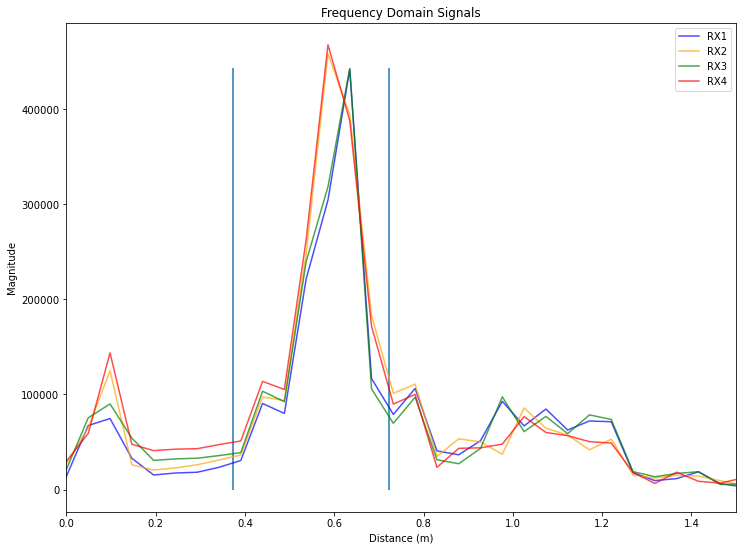 Frequency Domain Signals
RX1
RX2
RX3
RX4
400000
300000
200000
100000
0
Magnitude
0.0 0.2 0.4 0.6 0.8 1.0 1.2 1.4
Distance (m)